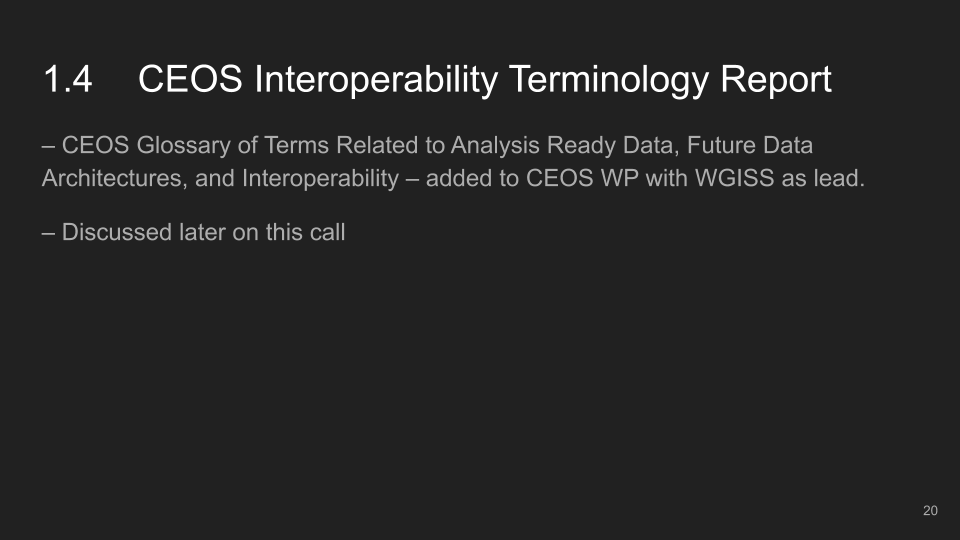 1.4 CEOS Interoperability Terminology Report
– CEOS Glossary of Terms Related to Analysis Ready Data, Future Data
Architectures, and Interoperability – added to CEOS WP with WGISS as lead.
– Discussed later on this call
20